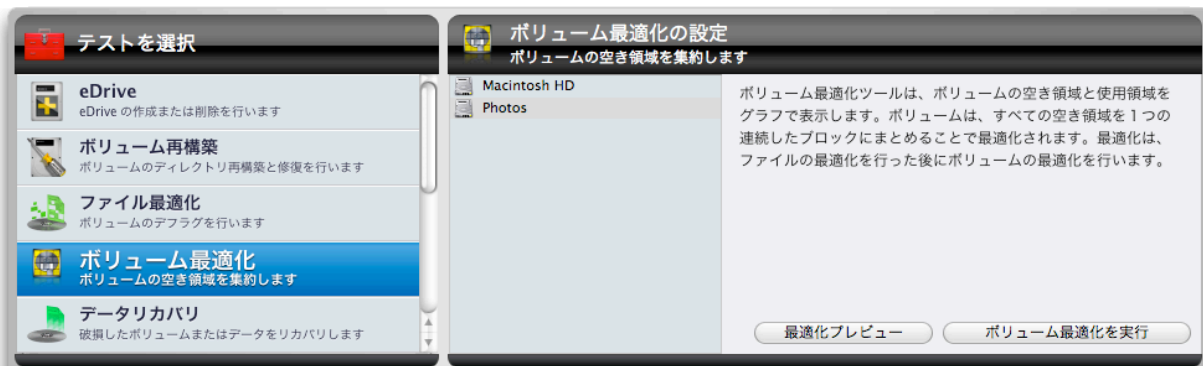 テストを選択
eDrive
eDrive の作成または削除を行います
ボリューム再構築
ボリュームのディレクトリ再構築と修復を行います
ファイル最適化
ボリュームのデフラグを行います
ボリューム最適化
ボリュームの空き領域を集約します
データリカバリ
破損したボリュームまたはデータをリカバリします
ボリューム最適化の設定
ボリュームの空き領域を集約します
Macintosh HD
Photos
ボリューム最適化ツールは、ボリュームの空き領域と使用領域を
グラフで表示します。ボリュームは、すべての空き領域を１つの
連続したブロックにまとめることで最適化されます。最適化は、
ファイルの最適化を行った後にボリュームの最適化を行います。
最適化プレビュー
ボリューム最適化を実行